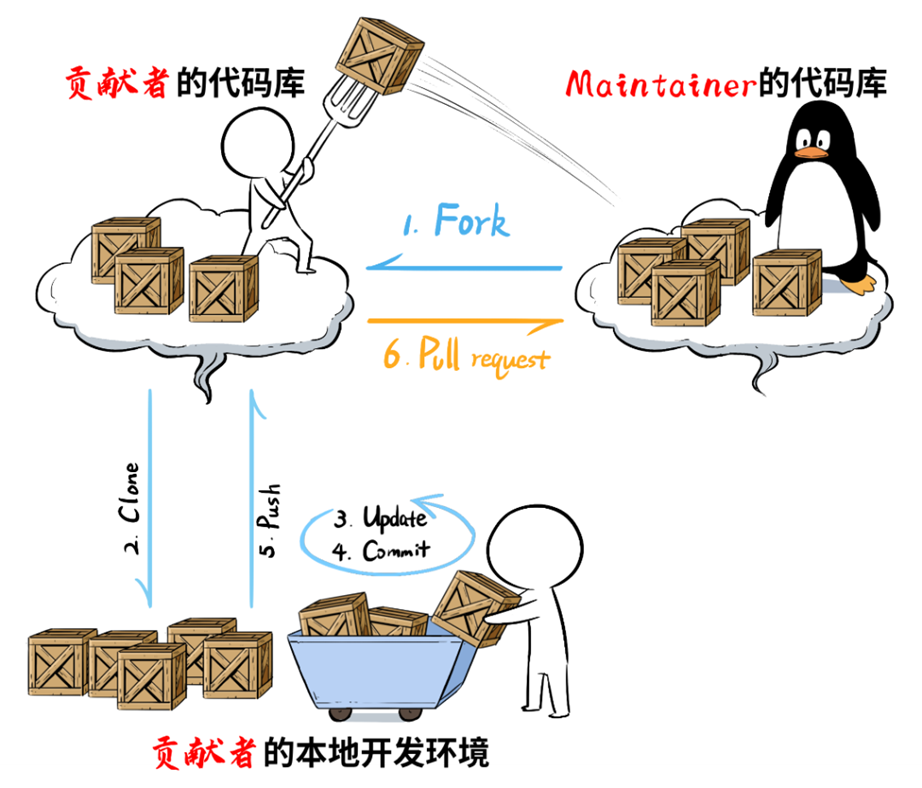 贡献者的代码库
Maintainer的代码库
1. Fork
6. Pull request
2. Clone
5. Push
3. Update
4. Commit
贡献者的本地开发环境